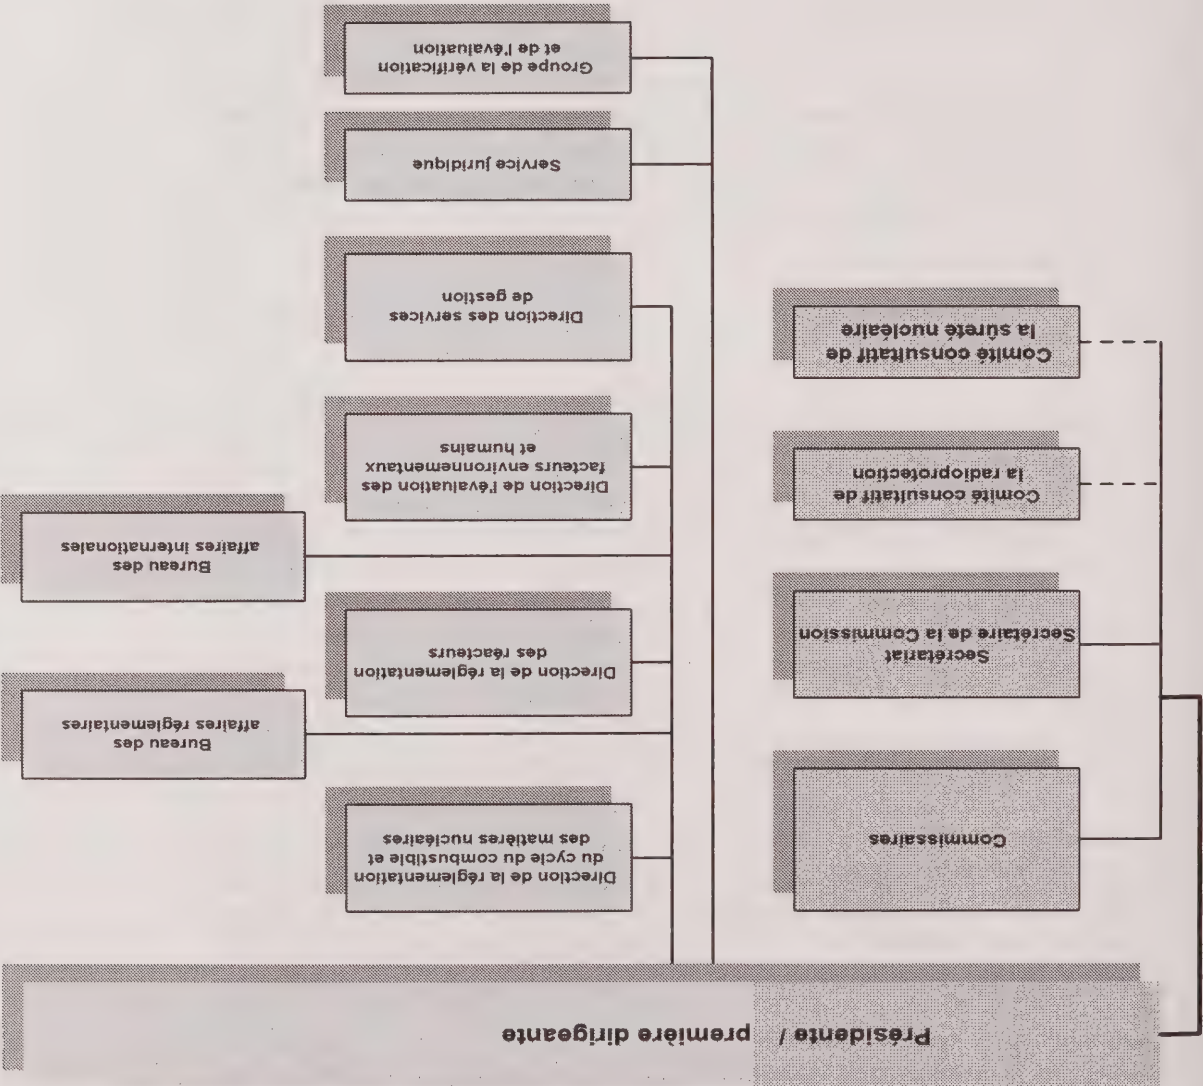 Présidente / première dirigeante
Commissaires
Secrétariat
Secrétaire de la Commission
Comité consultatif de
la radioprotection
Comité consultatif de
la sûreté nucléaire
Direction de la réglementation
du cycle du combustible et
des matières nucléaires
Bureau des
affaires réglementaires
Direction de la réglementation
des réacteurs
Bureau des
affaires internationales
Direction de l'évaluation des
facteurs environnementaux
et humains
Direction des services
de gestion
Service juridique
Groupe de la vérification
et de l'évaluation